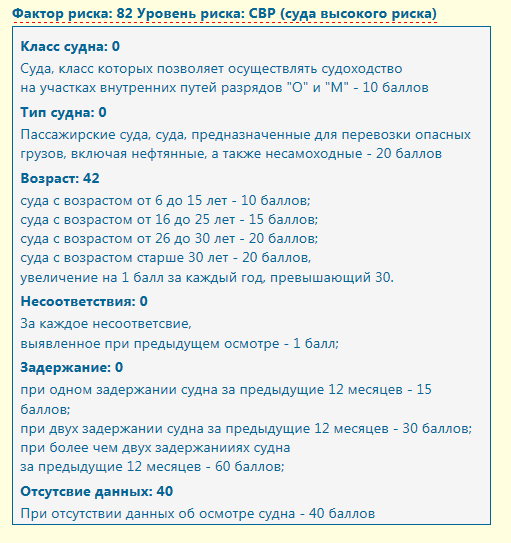 Фактор риска: 82 Уровень риска: СВР (суда высокого риска)
Класс судна: 0
Суда, класс которых позволяет осуществлять судоходство
на участках внутренних путей разрядов "О" и "М" - 10 баллов
Тип судна: 0
Пассажирские суда, суда, предназначенные для перевозки опасных
грузов, включая нефтянные, а также несамоходные - 20 баллов
Возраст: 42
суда с возрастом от 6 до 15 лет - 10 баллов;
суда с возрастом от 16 до 25 лет - 15 баллов;
суда с возрастом от 26 до 30 лет - 20 баллов;
суда с возрастом старше 30 лет - 20 баллов,
увеличение на 1 балл за каждый год, превышающий 30.
Несоответствия: 0
За каждое несоответсвие,
выявленное при предыдущем осмотре - 1 балл;
Задержание: 0
при одном задержании судна за предыдущие 12 месяцев - 15
баллов;
при двух задержании судна за предыдущие 12 месяцев - 30 баллов;
при более чем двух задержанииях судна
за предыдущие 12 месяцев - 60 баллов;
Отсутсвие данных: 40
При отсутствии данных об осмотре судна - 40 баллов